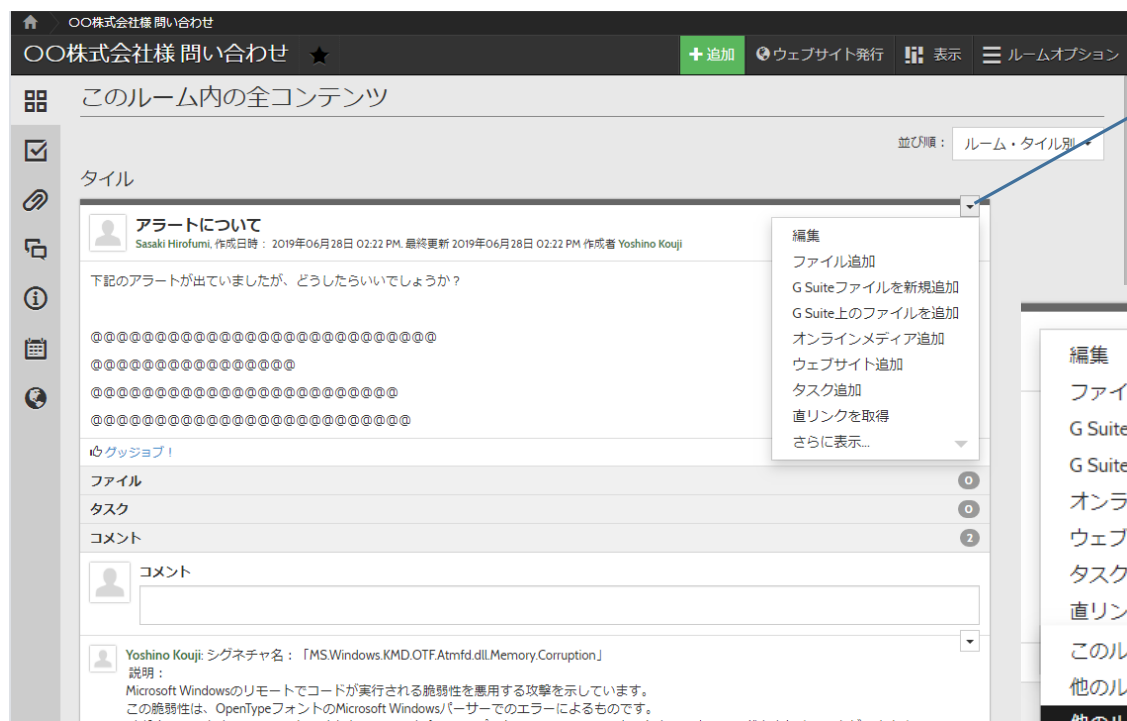 〇〇株式会社様 問い合わせ
〇〇株式会社様 問い合わせ
追加
ウェブサイト発行
表示
ルームオプション
このルーム内の全コンテンツ
並び順：
ルーム・タイル別
タイル
アラートについて
Sasaki Hirofumi, 作成日時： 2019年06月28日 02:22 PM. 最終更新 2019年06月28日 02:22 PM 作成者 Yoshino Kouji
下記のアラートが出ていましたが、どうしたらいいでしょうか？
@@@@@@@@@@@@@@@@@@@@@@@@@@@
@@@@@@@@@@@@@@@@
@@@@@@@@@@@@@@@@@@@@@@@@
@@@@@@@@@@@@@@@@@@@@@@@@@
グッジョブ！
編集
ファイル追加
G Suiteファイルを新規追加
G Suite上のファイルを追加
オンラインメディア追加
ウェブサイト追加
タスク追加
直リンクを取得
さらに表示...
ファイル
0
タスク
0
コメント
2
コメント
Yoshino Kouji: シグネチャ名：「MS.Windows.KMD.OTF.Atmfd.dll.Memory.Corruption」
説明：
Microsoft Windowsのリモートでコードが実行される脆弱性を悪用する攻撃を示しています。
この脆弱性は、OpenTypeフォントのMicrosoft Windowsパーサーでのエラーによるものです。
編集
ファイ
G Suite
G Suite
オンラ
ウェブ
タスク
直リン
このル
他のル